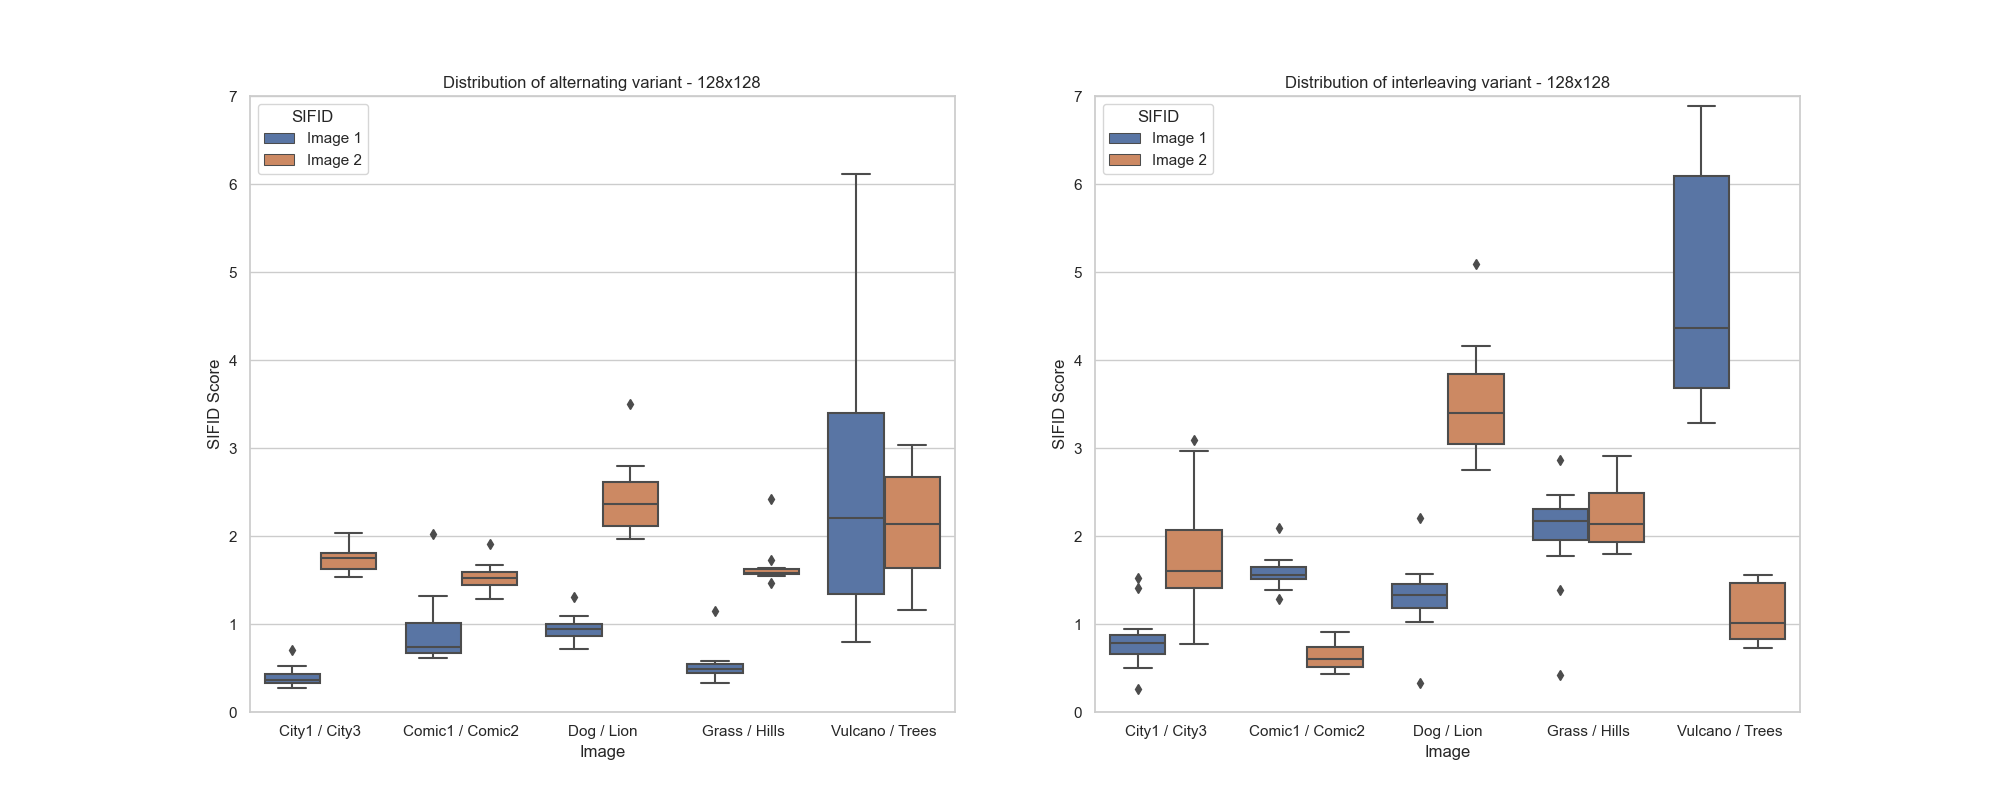 Distribution of alternating variant - 128x128
SIFID
Image 1
Image 2
7
6
5
4
3
2
1
0
SIFID Score
City1 / City3
Comic1 / Comic2
Dog / Lion
Grass / Hills
Vulcano / Trees
Image
Distribution of interleaving variant - 128x128
SIFID
Image 1
Image 2
7
6
5
4
3
2
1
0
SIFID Score
City1 / City3
Comic1 / Comic2
Dog / Lion
Grass / Hills
Vulcano / Trees
Image